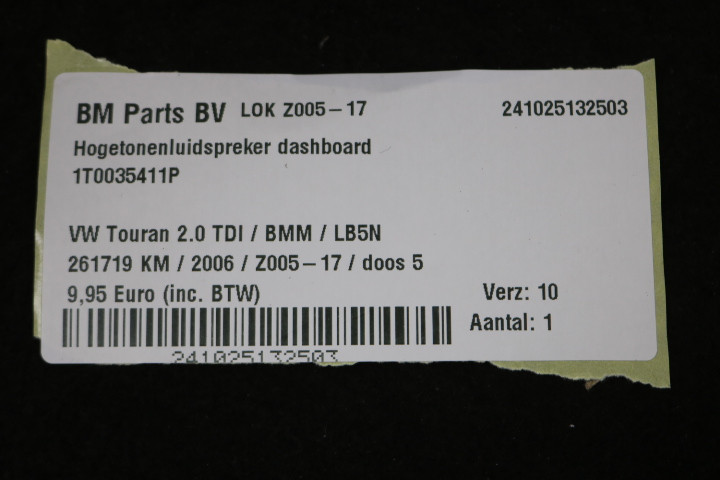 BM Parts BV LOK Z005-17 241025132503
Hogetonenluidspreker dashboard
1T0035411P
VW Touran 2.0 TDI / BMM / LB5N
261719 KM / 2006 / Z005-17 / doos 5
9,95 Euro (inc. BTW) Verz: 10
Aantal: 1
241025132503